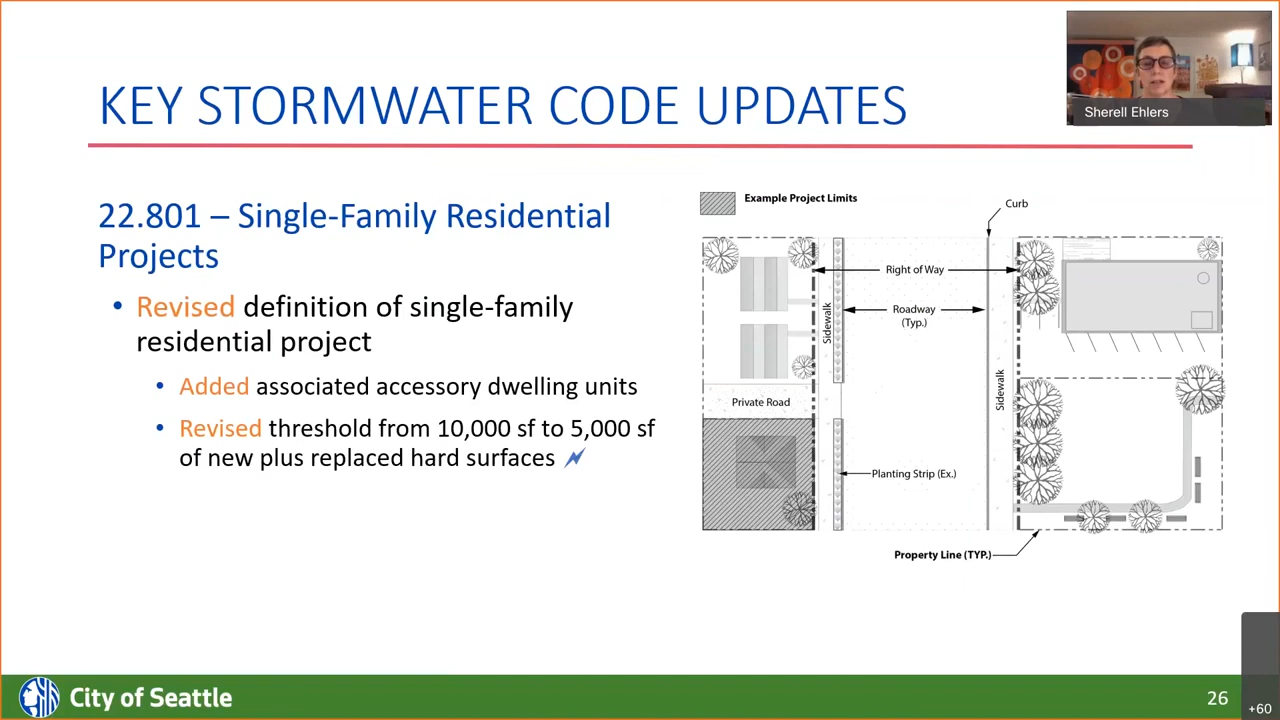 Sherell Ehlers
KEY STORMWATER CODE UPDATES
22.801 – Single-Family Residential
Projects
• Revised definition of single-family
residential project
• Added associated accessory dwelling units
• Revised threshold from 10,000 sf to 5,000 sf
of new plus replaced hard surfaces
Example Project Limits
Curb
Right of Way
Roadway
(Typ.)
Sidewalk
Sidewalk
Private Road
Planting Strip (Ex.)
Property Line (TYP.)
City of Seattle
26
+60